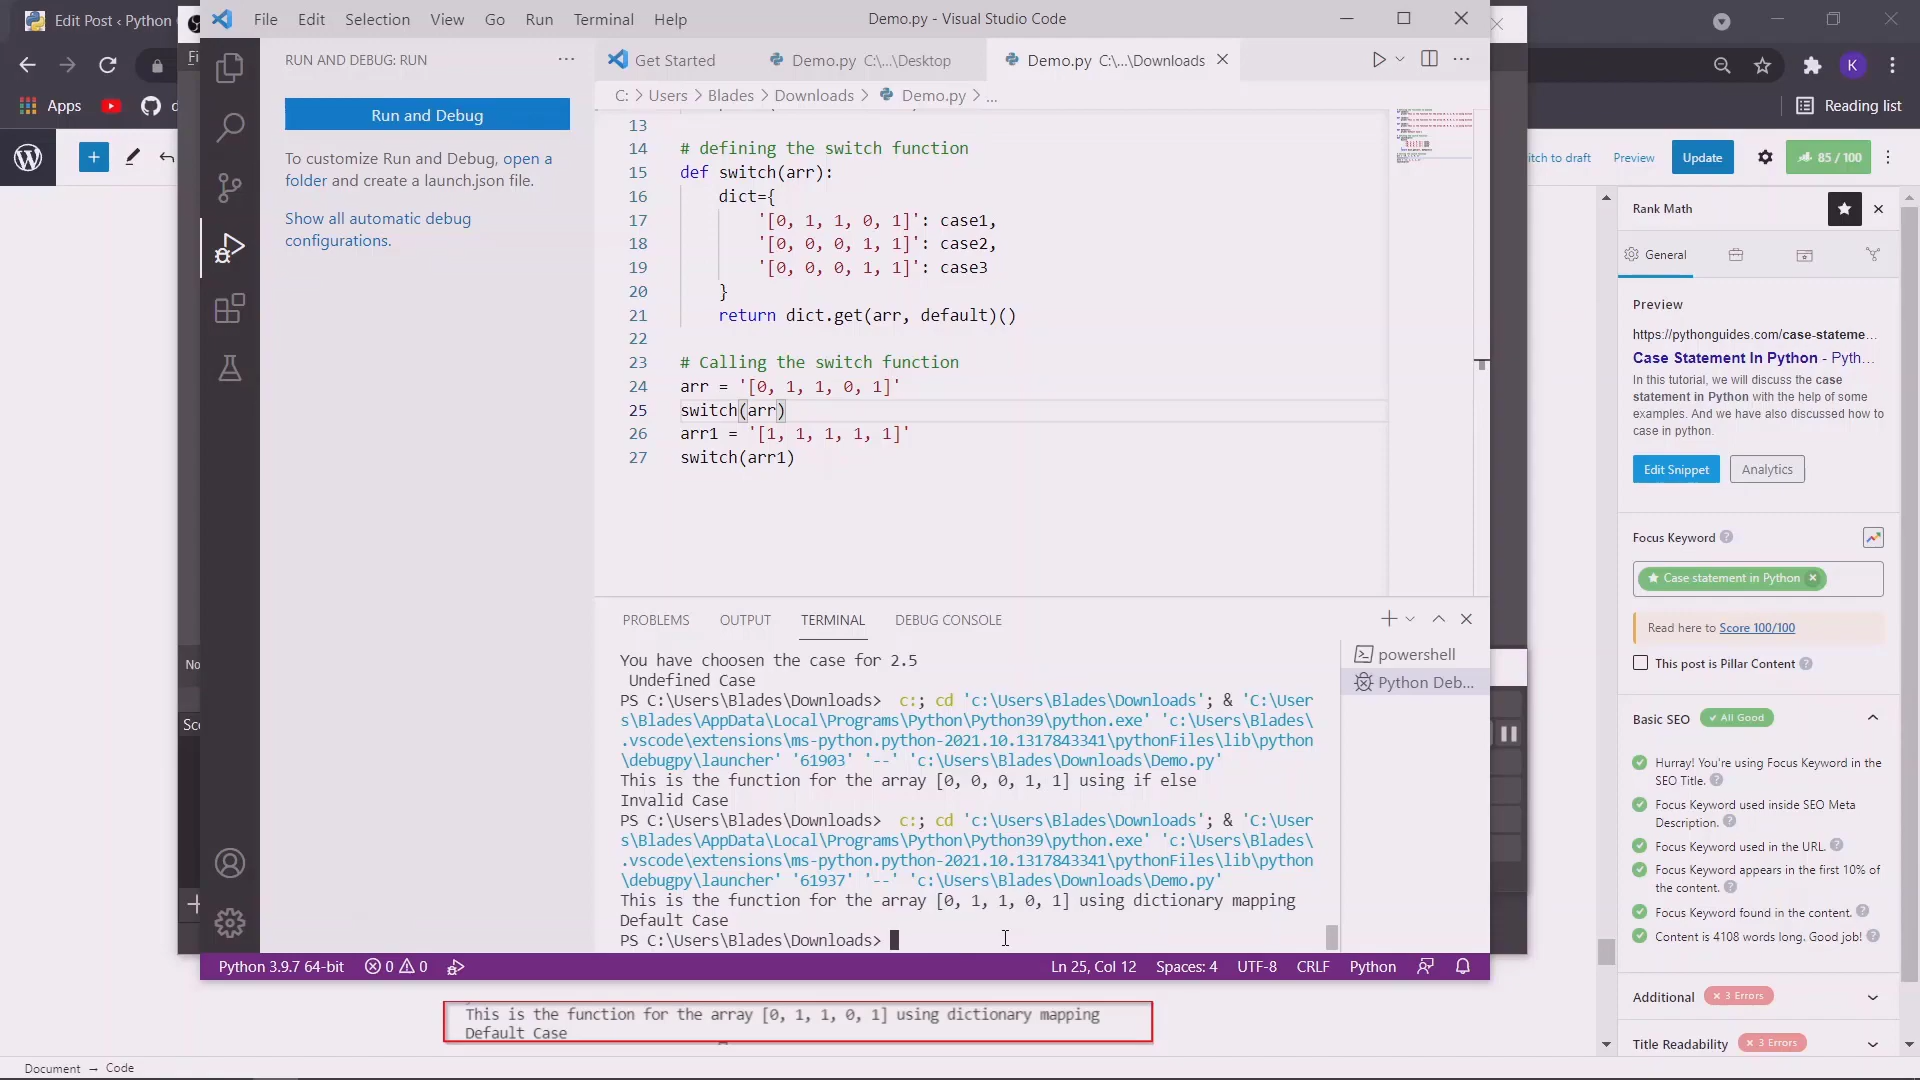 Edit Post ‹ Python
File Edit Selection View Go Run Terminal Help
Demo.py - Visual Studio Code
Fi
K
Apps
d
Reading list
RUN AND DEBUG: RUN
Run and Debug
To customize Run and Debug, open a
folder and create a launch.json file.
Show all automatic debug
configurations.
Get Started
Demo.py C:\...\Desktop
Demo.py C:\...\Downloads
C: > Users > Blades > Downloads > Demo.py > ...
13
14 # defining the switch function
15 def switch(arr):
16 dict={
17 '[0, 1, 1, 0, 1]': case1,
18 '[0, 0, 0, 1, 1]': case2,
19 '[0, 0, 0, 1, 1]': case3
20 }
21 return dict.get(arr, default)()
22
23 # Calling the switch function
24 arr = '[0, 1, 1, 0, 1]'
25 switch(arr)
26 arr1 = '[1, 1, 1, 1, 1]'
27 switch(arr1)
PROBLEMS OUTPUT TERMINAL DEBUG CONSOLE
powershell
Python Deb...
You have choosen the case for 2.5
Undefined Case
PS C:\Users\Blades\Downloads> c:; cd 'c:\Users\Blades\Downloads'; & 'C:\User
s\Blades\AppData\Local\Programs\Python\Python39\python.exe' 'c:\Users\Blades\
.vscode\extensions\ms-python.python-2021.10.1317843341\pythonFiles\lib\python
\debugpy\launcher' '61903' '--' 'c:\Users\Blades\Downloads\Demo.py'
This is the function for the array [0, 0, 0, 1, 1] using if else
Invalid Case
PS C:\Users\Blades\Downloads> c:; cd 'c:\Users\Blades\Downloads'; & 'C:\User
s\Blades\AppData\Local\Programs\Python\Python39\python.exe' 'c:\Users\Blades\
.vscode\extensions\ms-python.python-2021.10.1317843341\pythonFiles\lib\python
\debugpy\launcher' '61937' '--' 'c:\Users\Blades\Downloads\Demo.py'
This is the function for the array [0, 1, 1, 0, 1] using dictionary mapping
Default Case
PS C:\Users\Blades\Downloads>
Python 3.9.7 64-bit 0 0
Ln 25, Col 12 Spaces: 4 UTF-8 CRLF Python
No
Sc
This is the function for the array [0, 1, 1, 0, 1] using dictionary mapping
Default Case
Document → Code
itch to draft Preview Update 85 / 100
Rank Math
General
Preview
https://pythonguides.com/case-stateme...
Case Statement In Python - Pyth...
In this tutorial, we will discuss the case
statement in Python with the help of some
examples. And we have also discussed how to
case in python.
Edit Snippet Analytics
Focus Keyword
Case statement in Python
Read here to Score 100/100
This post is Pillar Content
Basic SEO All Good
Hurray! You're using Focus Keyword in the
SEO Title.
Focus Keyword used inside SEO Meta
Description.
Focus Keyword used in the URL.
Focus Keyword appears in the first 10% of
the content.
Focus Keyword found in the content.
Content is 4108 words long. Good job!
Additional × 3 Errors
Title Readability × 3 Errors